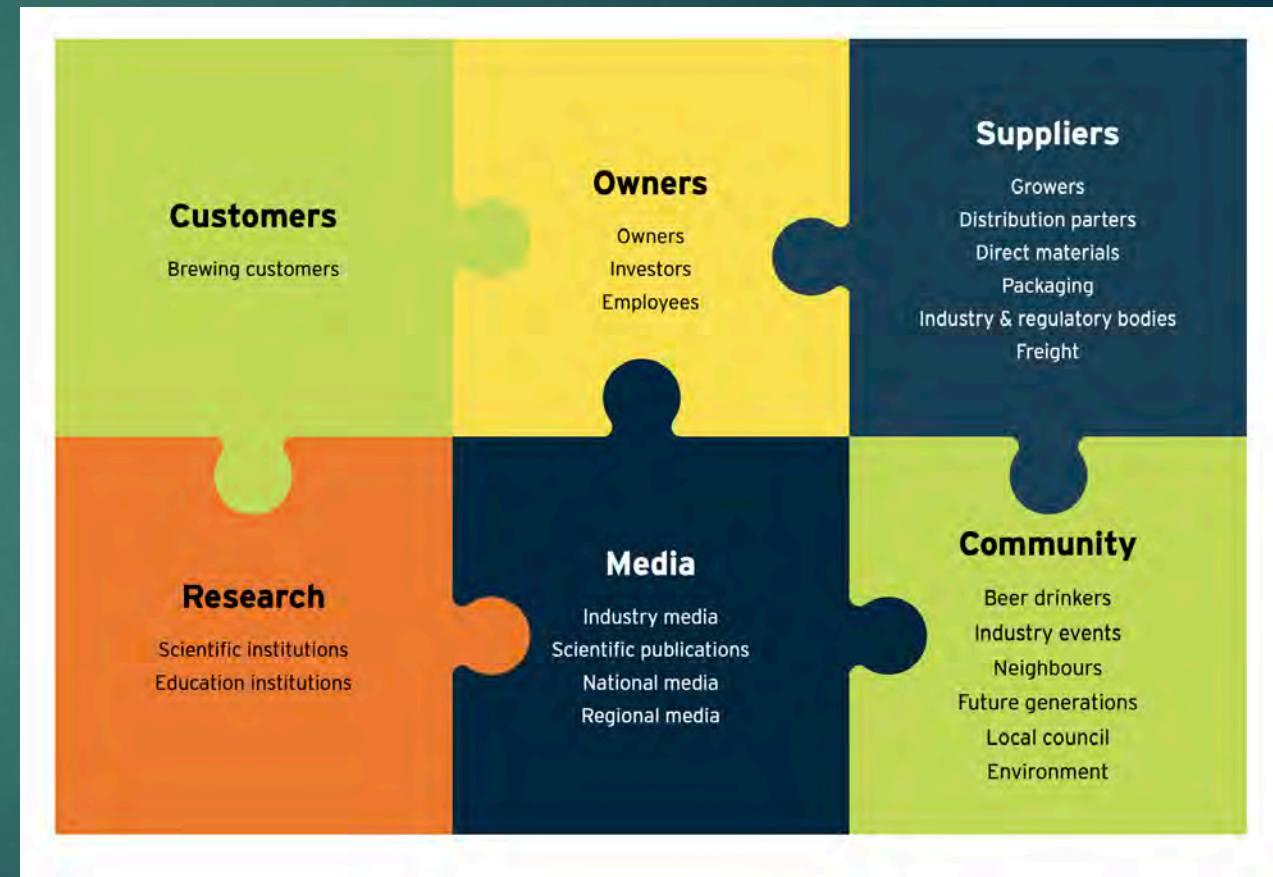 Customers
Brewing customers
Owners
Owners
Investors
Employees
Suppliers
Growers
Distribution parters
Direct materials
Packaging
Industry & regulatory bodies
Freight
Research
Scientific institutions
Education institutions
Media
Industry media
Scientific publications
National media
Regional media
Community
Beer drinkers
Industry events
Neighbours
Future generations
Local council
Environment